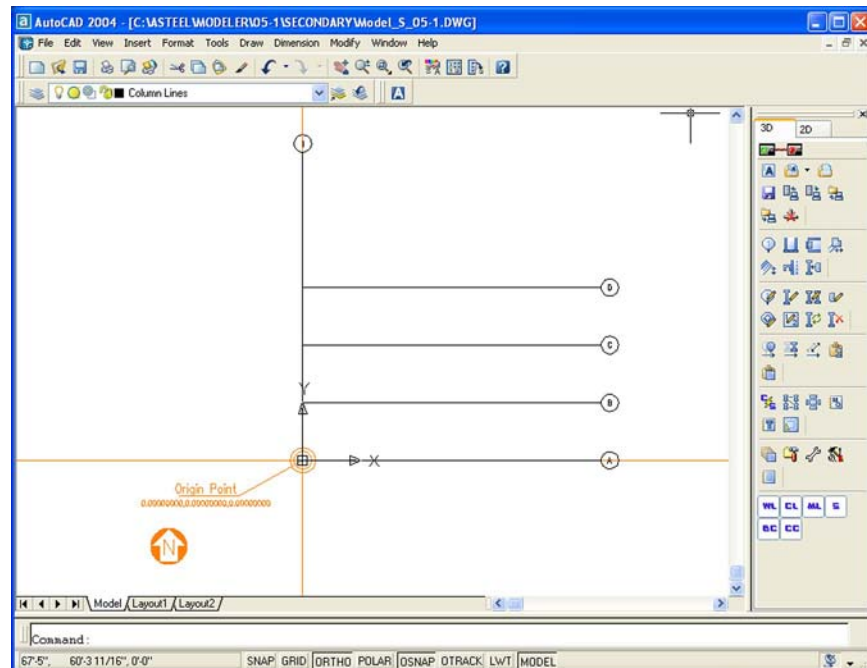 AutoCAD 2004 - [C:\ASTEEL\MODELER\05-1\SECONDARY\Model_S_05-1.DWG]
File Edit View Insert Format Tools Draw Dimension Modify Window Help
Column Lines
3D 2D
1
D
C
B
Y
X
A
Origin Point
0.00000000,0.00000000,0.00000000
N
WL CL ML S
BC CC
Model Layout1 Layout2
Command:
67'-5", 60'-3 11/16", 0'-0" SNAP GRID ORTHO POLAR OSNAP OTRACK LWT MODEL